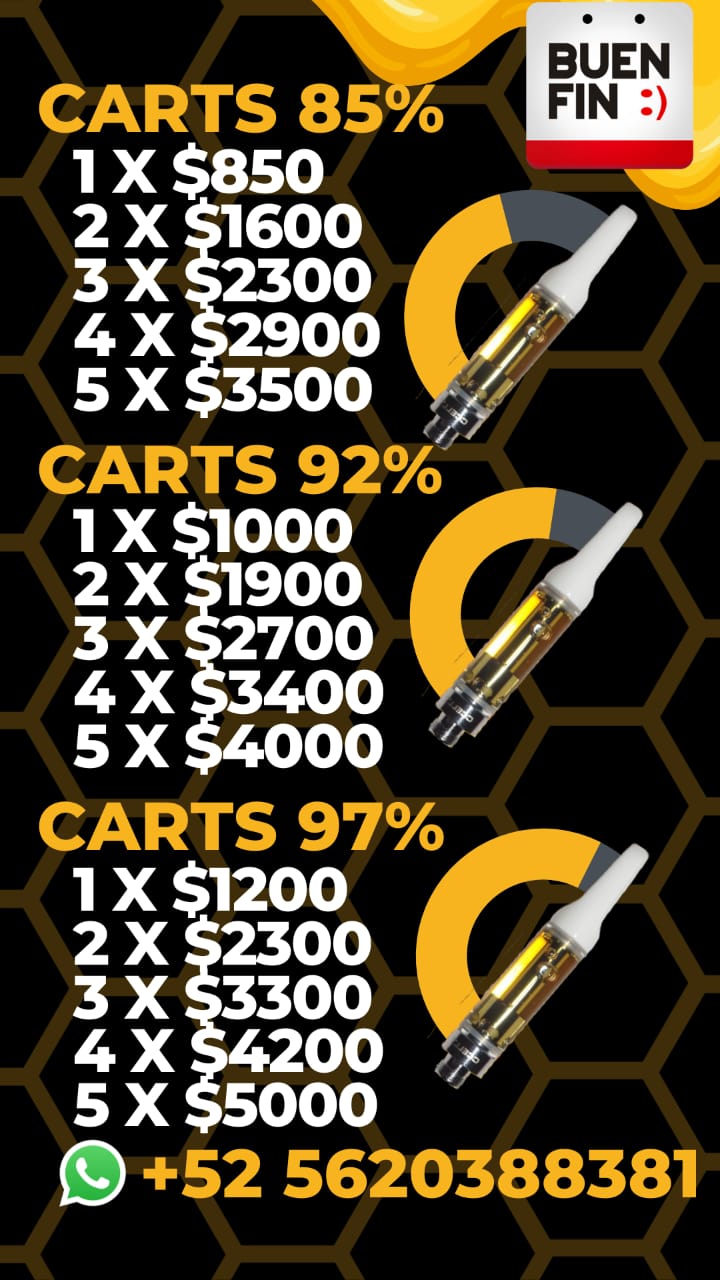 BUEN
FIN :)
CARTS 85%
1 X $850
2 X $1600
3 X $2300
4 X $2900
5 X $3500
CARTS 92%
1 X $1000
2 X $1900
3 X $2700
4 X $3400
5 X $4000
CARTS 97%
1 X $1200
2 X $2300
3 X $3300
4 X $4200
5 X $5000
+52 5620388381